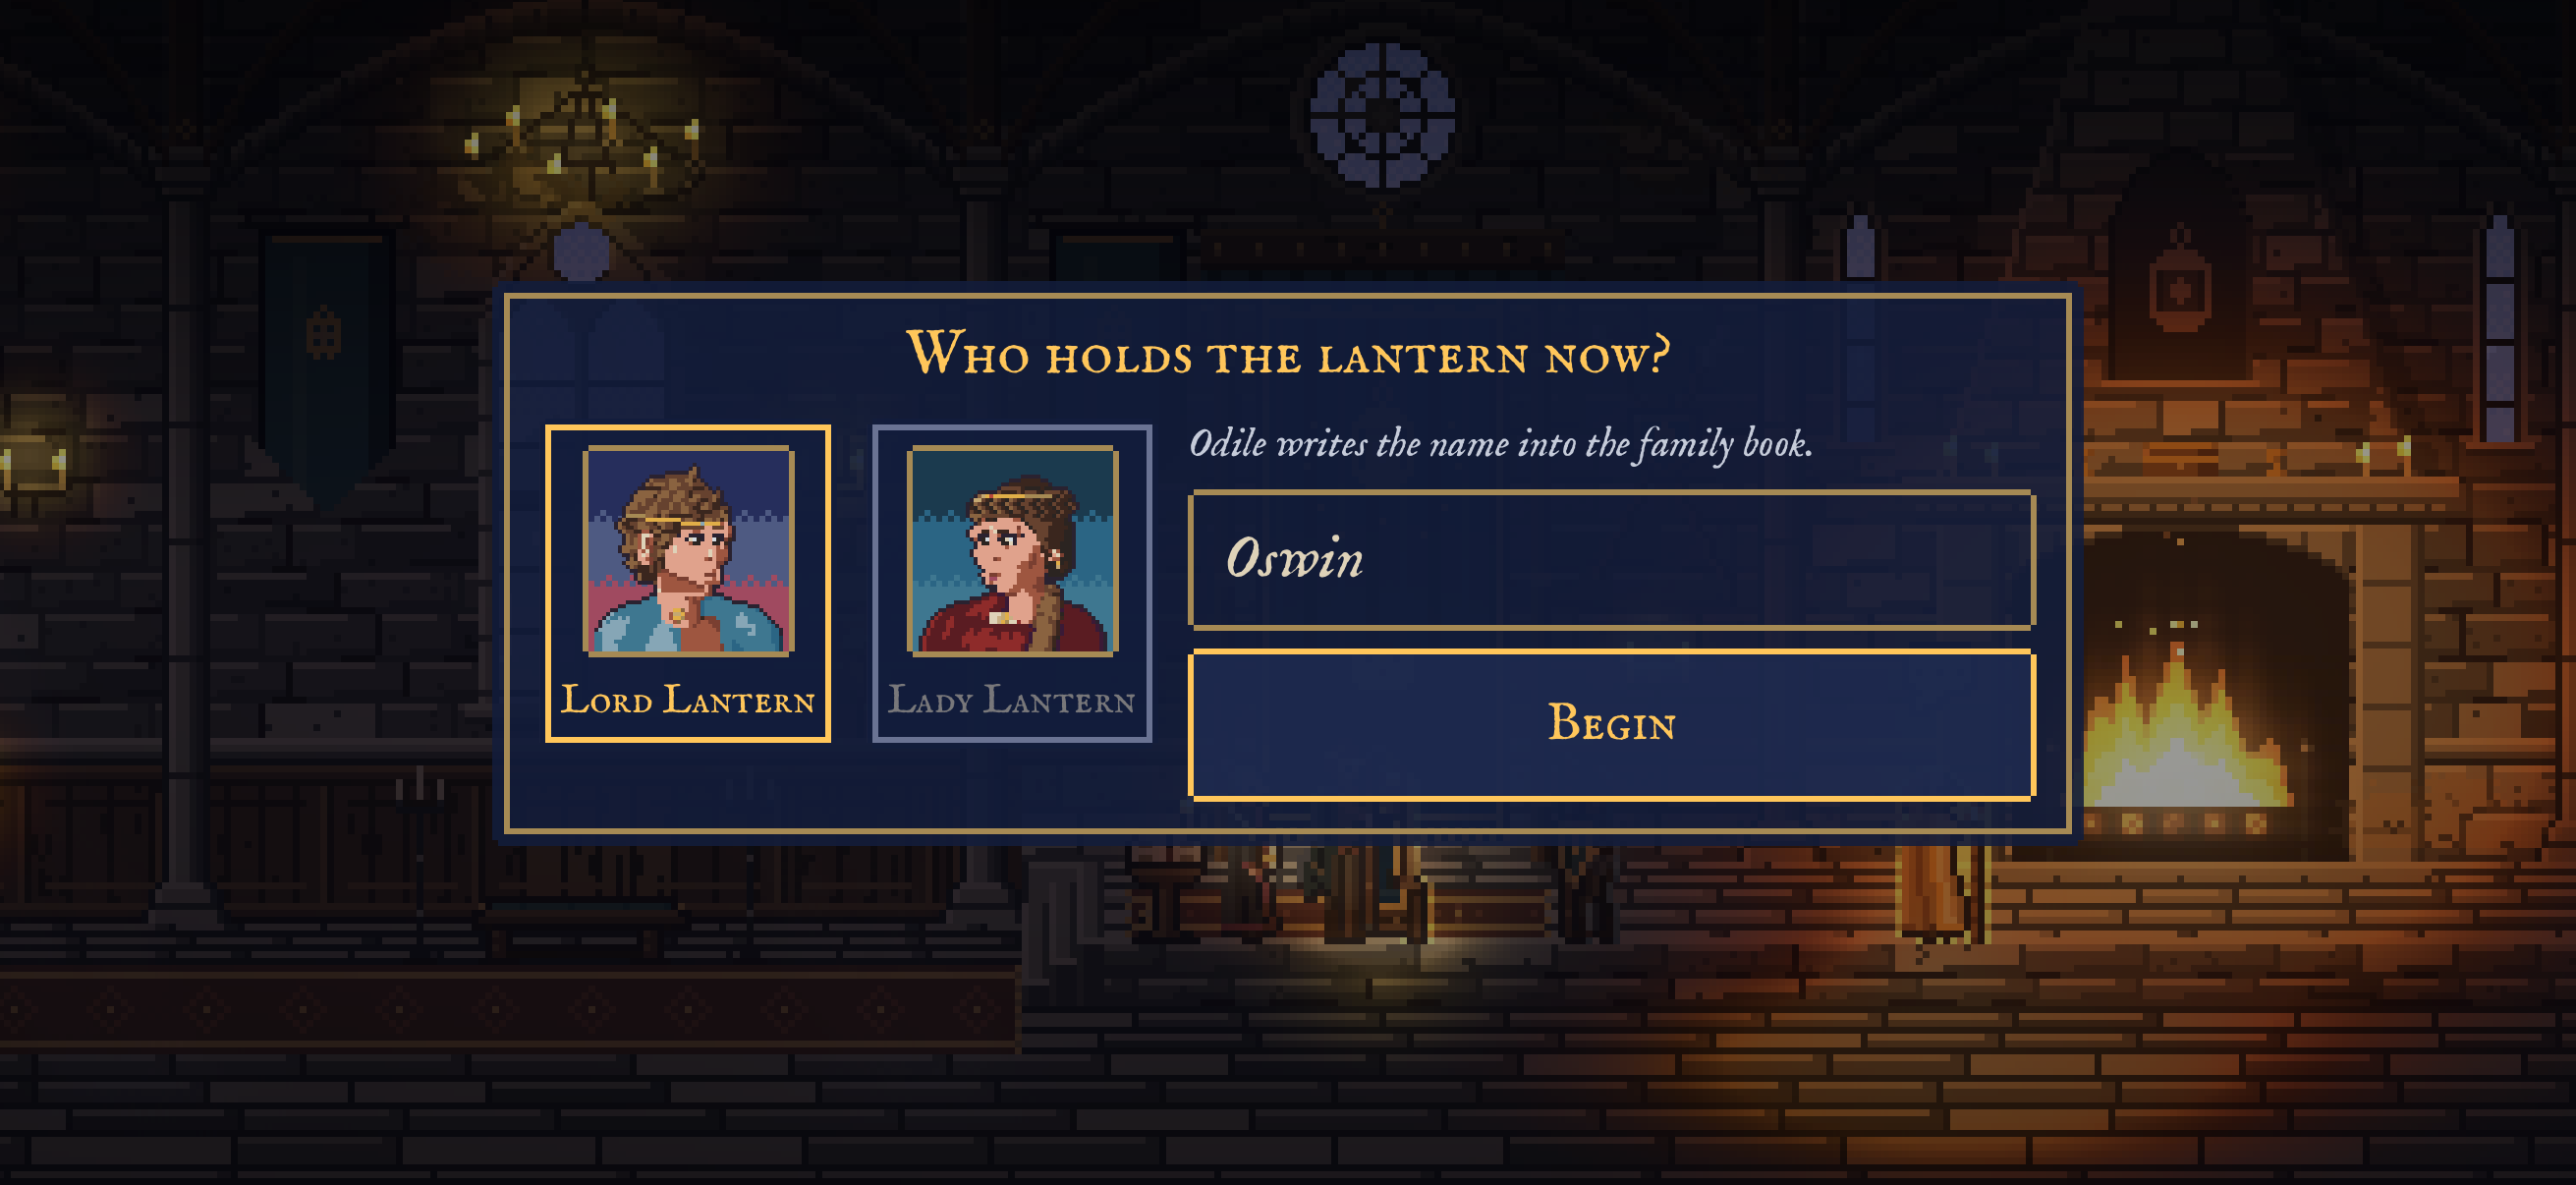 Who holds the lantern now?
Lord Lantern
Lady Lantern
Odile writes the name into the family book.
Oswin
Begin